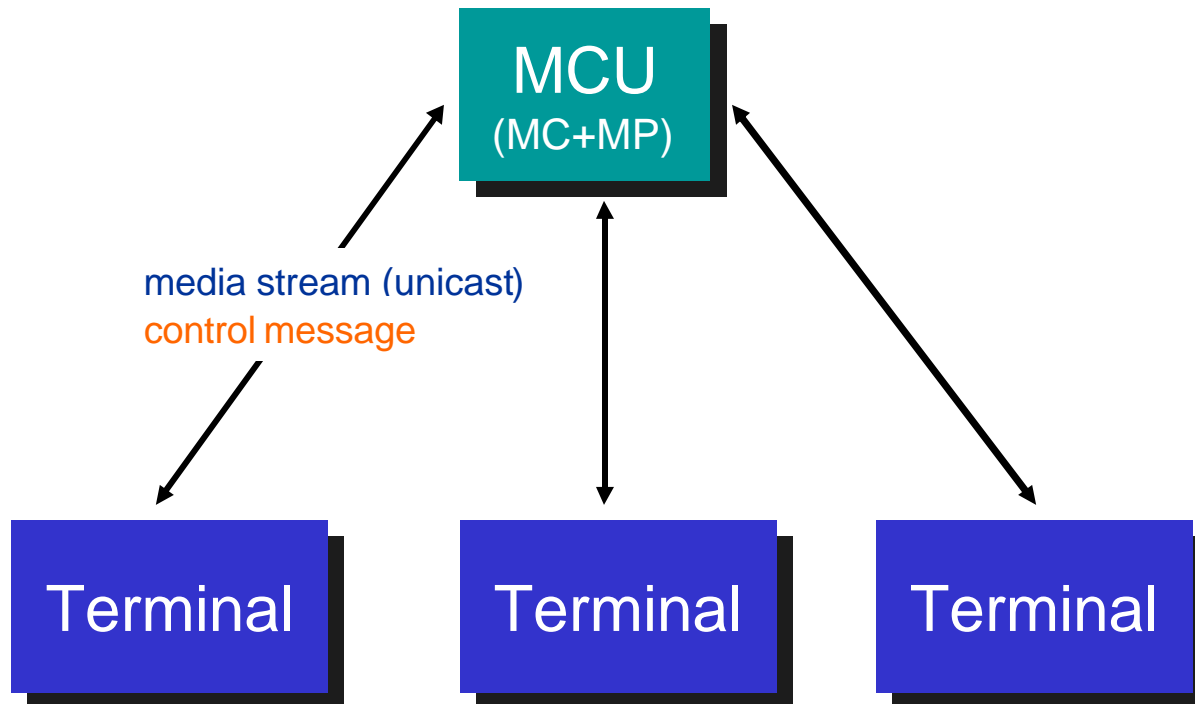 MCU
(MC+MP)
media stream (unicast)
control message
Terminal
Terminal
Terminal